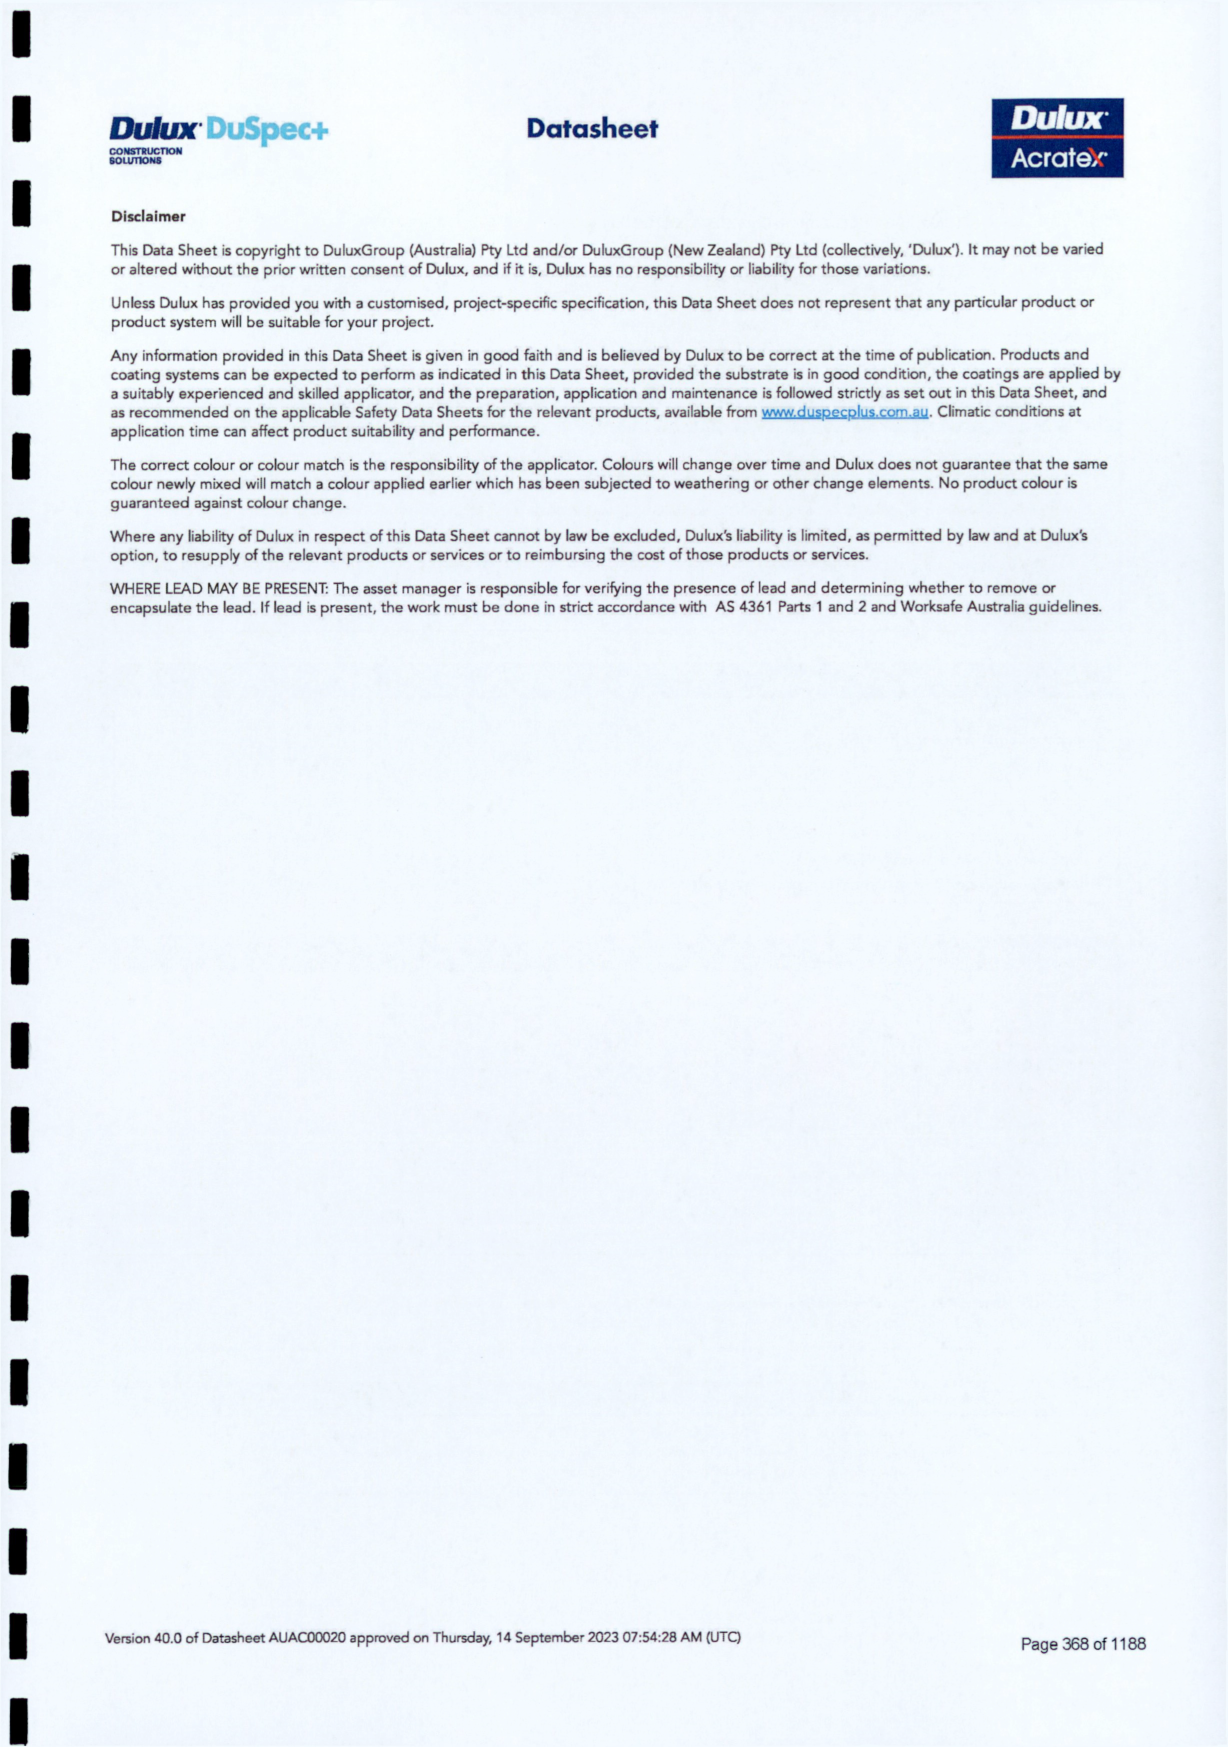 Dulux DuSpec+
CONSTRUCTION
SOLUTIONS
Datasheet
Dulux
Acratex
Disclaimer
This Data Sheet is copyright to DuluxGroup (Australia) Pty Ltd and/or DuluxGroup (New Zealand) Pty Ltd (collectively, 'Dulux'). It may not be varied
or altered without the prior written consent of Dulux, and if it is, Dulux has no responsibility or liability for those variations.
Unless Dulux has provided you with a customised, project-specific specification, this Data Sheet does not represent that any particular product or
product system will be suitable for your project.
Any information provided in this Data Sheet is given in good faith and is believed by Dulux to be correct at the time of publication. Products and
coating systems can be expected to perform as indicated in this Data Sheet, provided the substrate is in good condition, the coatings are applied by
a suitably experienced and skilled applicator, and the preparation, application and maintenance is followed strictly as set out in this Data Sheet, and
as recommended on the applicable Safety Data Sheets for the relevant products, available from www.duspecplus.com.au. Climatic conditions at
application time can affect product suitability and performance.
The correct colour or colour match is the responsibility of the applicator. Colours will change over time and Dulux does not guarantee that the same
colour newly mixed will match a colour applied earlier which has been subjected to weathering or other change elements. No product colour is
guaranteed against colour change.
Where any liability of Dulux in respect of this Data Sheet cannot by law be excluded, Dulux's liability is limited, as permitted by law and at Dulux's
option, to resupply of the relevant products or services or to reimbursing the cost of those products or services.
WHERE LEAD MAY BE PRESENT: The asset manager is responsible for verifying the presence of lead and determining whether to remove or
encapsulate the lead. If lead is present, the work must be done in strict accordance with AS 4361 Parts 1 and 2 and Worksafe Australia guidelines.
Version 40.0 of Datasheet AUAC00020 approved on Thursday, 14 September 2023 07:54:28 AM (UTC)
Page 368 of 1188